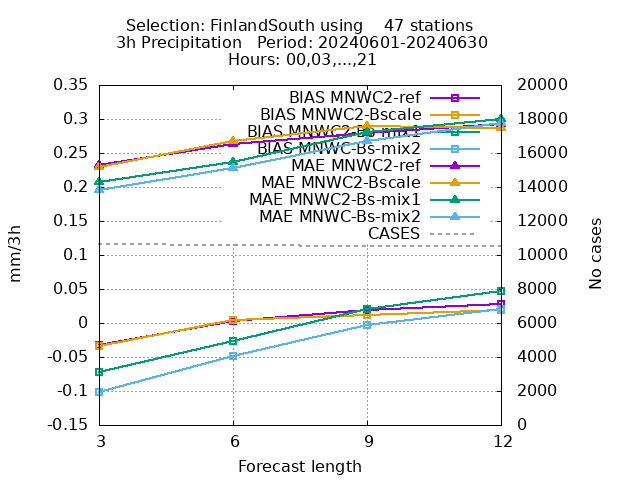 Selection: FinlandSouth using 47 stations
3h Precipitation Period: 20240601-20240630
Hours: 00,03,...,21
0.35
0.3
0.25
0.2
0.15
0.1
0.05
0
-0.05
-0.1
-0.15
20000
18000
16000
14000
12000
10000
8000
6000
4000
2000
0
BIAS MNWC2-ref
BIAS MNWC2-Bscale
BIAS MNWC2-Bs-mix1
BIAS MNWC-Bs-mix2
MAE MNWC2-ref
MAE MNWC2-Bscale
MAE MNWC2-Bs-mix1
MAE MNWC-Bs-mix2
CASES
mm/3h
No cases
3 6 9 12
Forecast length